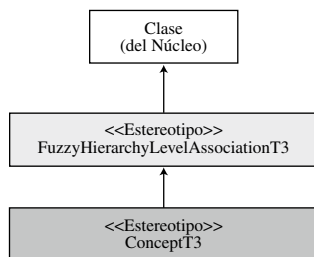 Clase
(del Núcleo)
<<Estereotipo>>
FuzzyHierarchyLevelAssociationT3
<<Estereotipo>>
ConceptT3